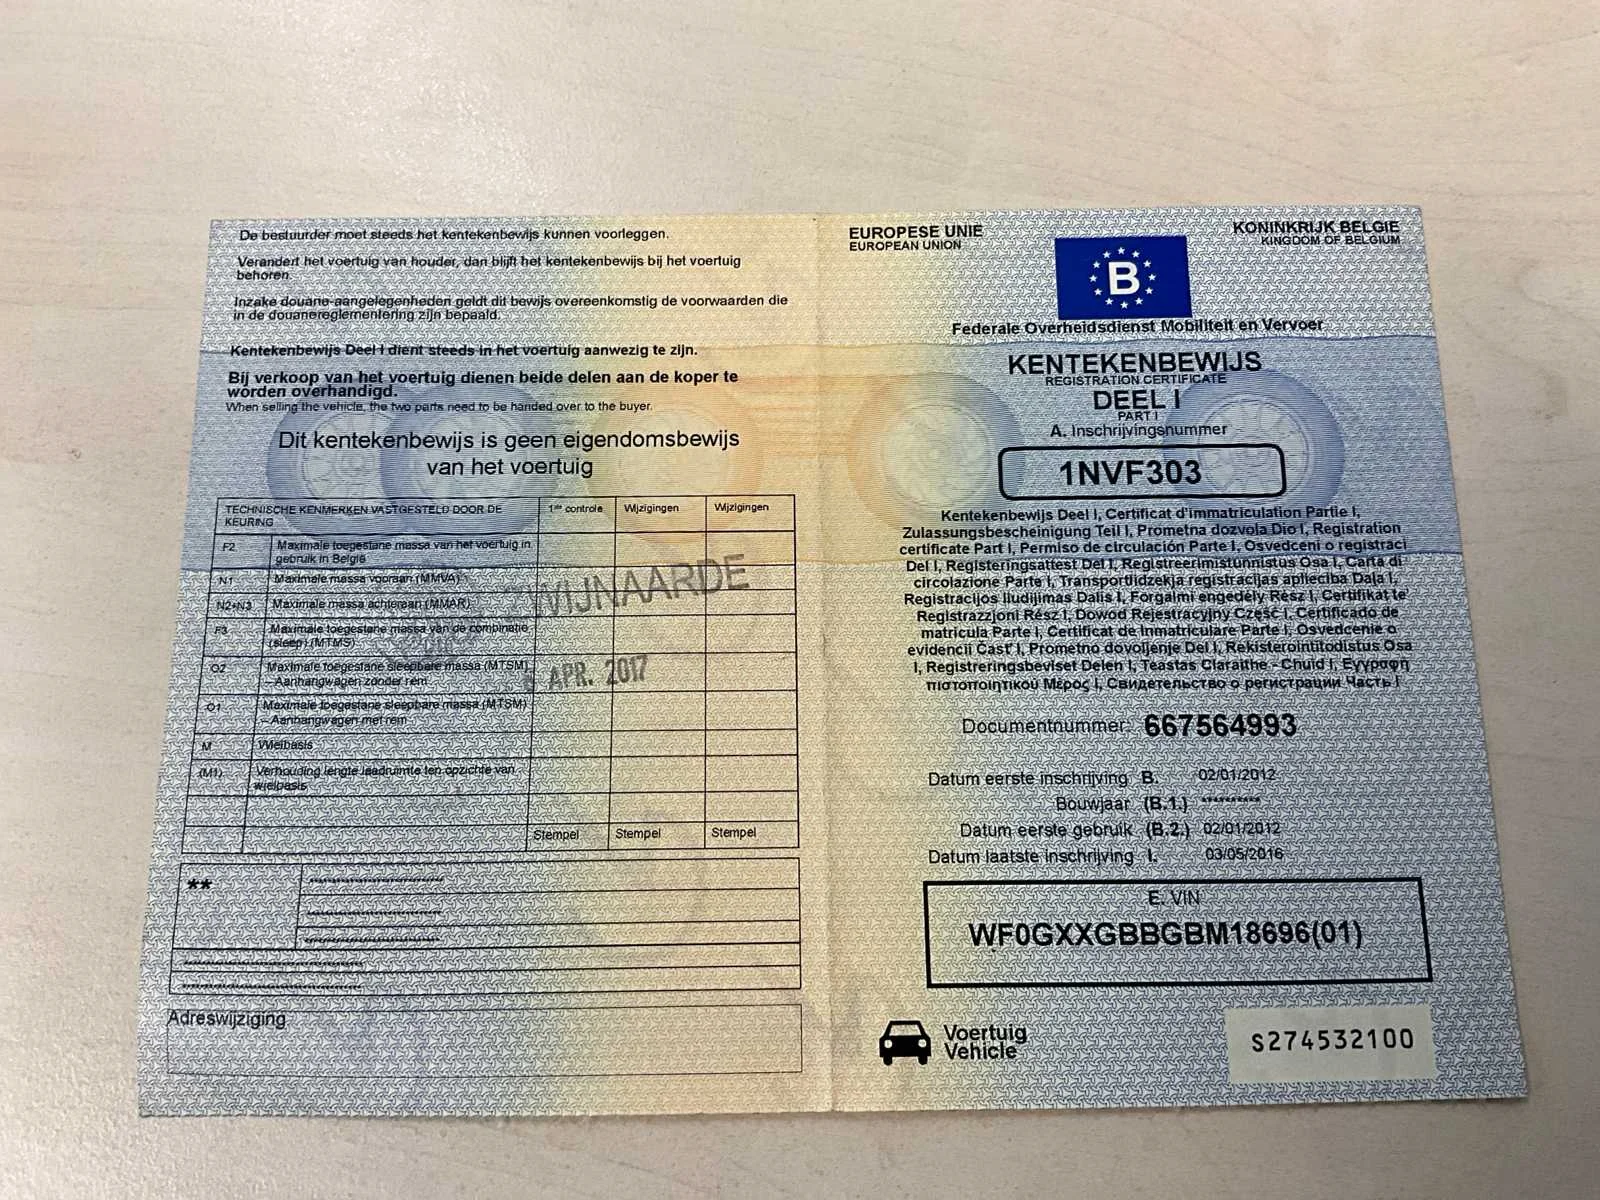 De bestuurder moet steeds het kentekenbewijs kunnen voorleggen.
Verandert het voertuig van houder, dan blijft het kentekenbewijs bij het voertuig
behoren.
Inzake douane-aangelegenheden geldt dit bewijs overeenkomstig de voorwaarden die
in de douanereglementering zijn bepaald.
Kentekenbewijs Deel I dient steeds in het voertuig aanwezig te zijn.
Bij verkoop van het voertuig dienen beide delen aan de koper te
worden overhandigd.
When selling the vehicle, the two parts need to be handed over to the buyer.
Dit kentekenbewijs is geen eigendomsbewijs
van het voertuig
TECHNISCHE KENMERKEN VASTGESTELD DOOR DE
KEURING
1ste controle
Wijzigingen
Wijzigingen
F2
Maximale toegestane massa van het voertuig in
gebruik in België
N1
Maximale massa vooraan (MMVA)
N2+N3
Maximale massa achteraan (MMAR)
F3
Maximale toegestane massa van de combinatie
(sleep) (MTMS)
O2
Maximale toegestane sleepbare massa (MTSM)
– Aanhangwagen zonder rem
O1
Maximale toegestane sleepbare massa (MTSM)
– Aanhangwagen met rem
M
Wielbasis
(M1)
Verhouding lengte laadruimte ten opzichte van
wielbasis
ZWIJNAARDE
APR. 2017
Stempel
Stempel
Stempel
**
Adreswijziging
EUROPESE UNIE
EUROPEAN UNION
KONINKRIJK BELGIE
KINGDOM OF BELGIUM
B
Federale Overheidsdienst Mobiliteit en Vervoer
KENTEKENBEWIJS
REGISTRATION CERTIFICATE
DEEL I
PART I
A. Inschrijvingsnummer
1NVF303
Kentekenbewijs Deel I, Certificat d'immatriculation Partie I,
Zulassungsbescheinigung Teil I, Prometna dozvola Dio I, Registration
certificate Part I, Permiso de circulación Parte I, Osvedceni o registraci
Del I, Registeringsattest Del I, Registreerimistunnistus Osa I, Carta di
circolazione Parte I, Transportlidzekja registracijas apliecība Daļa I,
Registracijos liudijimas Dalis I, Forgalmi engedély Rész I, Certifikat te'
Registrazzjoni Rész I, Dowod Rejestracyjny Część I, Certificado de
matricula Parte I, Certificat de inmatriculare Parte I, Osvedcenie o
evidencii Cast' I, Prometno dovoljenje Del I, Rekisterointitodistus Osa
I, Registreringsbeviset Delen I, Teastas Claraithe - Chuid I, Εγγραφή
πιστοποιητικού Μέρος I, Свидетельство о регистрации Часть I
Documentnummer: 667564993
Datum eerste inschrijving B. 02/01/2012
Bouwjaar (B.1.) **********
Datum eerste gebruik (B.2.) 02/01/2012
Datum laatste inschrijving I. 03/05/2016
E. VIN
WF0GXXGBBGBM18696(01)
Voertuig
Vehicle
S274532100